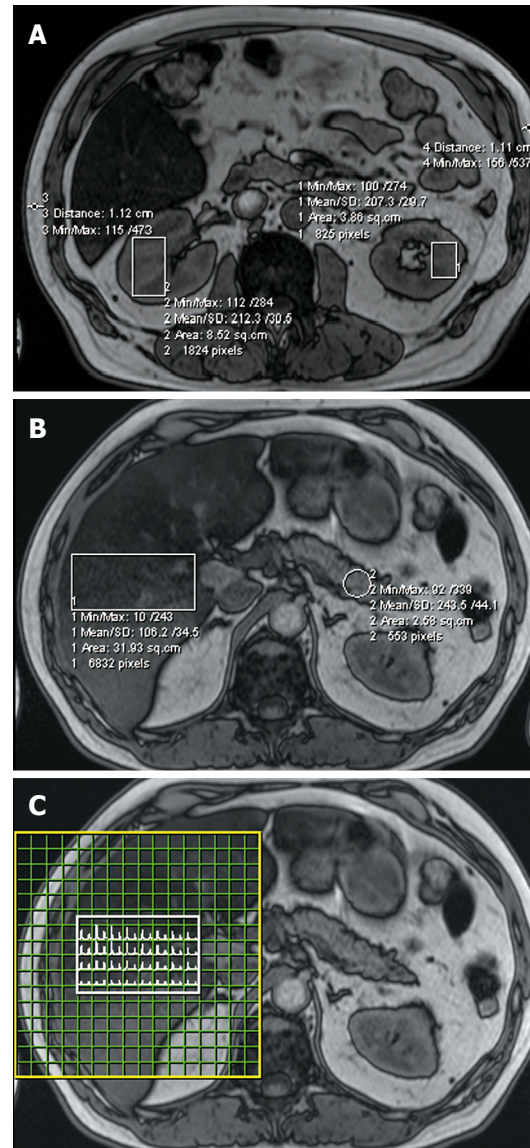 A
4 Distance: 1.11 cm
4 Min/Max: 156 /537
1 Min/Max: 100 /274
1 Mean/SD: 207.3 /29.7
1 Area: 3.86 sq.cm
1 825 pixels
3
3 Distance: 1.12 cm
3 Min/Max: 115 /473
1
2
2 Min/Max: 112 /284
2 Mean/SD: 212.3 /30.5
2 Area: 8.52 sq.cm
2 1824 pixels
B
2
2 Min/Max: 92 /339
2 Mean/SD: 243.5 /44.1
2 Area: 2.58 sq.cm
2 553 pixels
1
1 Min/Max: 10 /243
1 Mean/SD: 106.2 /34.5
1 Area: 31.93 sq.cm
1 6832 pixels
C